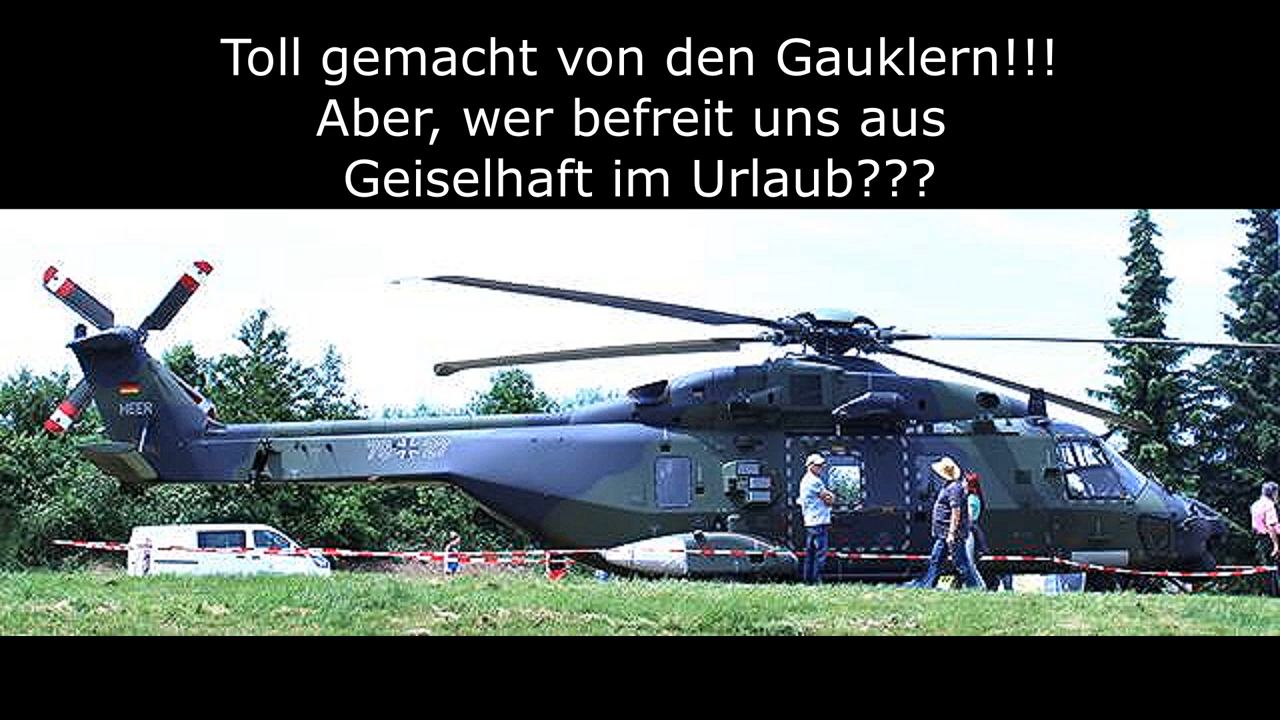 Toll gemacht von den Gauklern!!!
Aber, wer befreit uns aus
Geiselhaft im Urlaub???
HEER